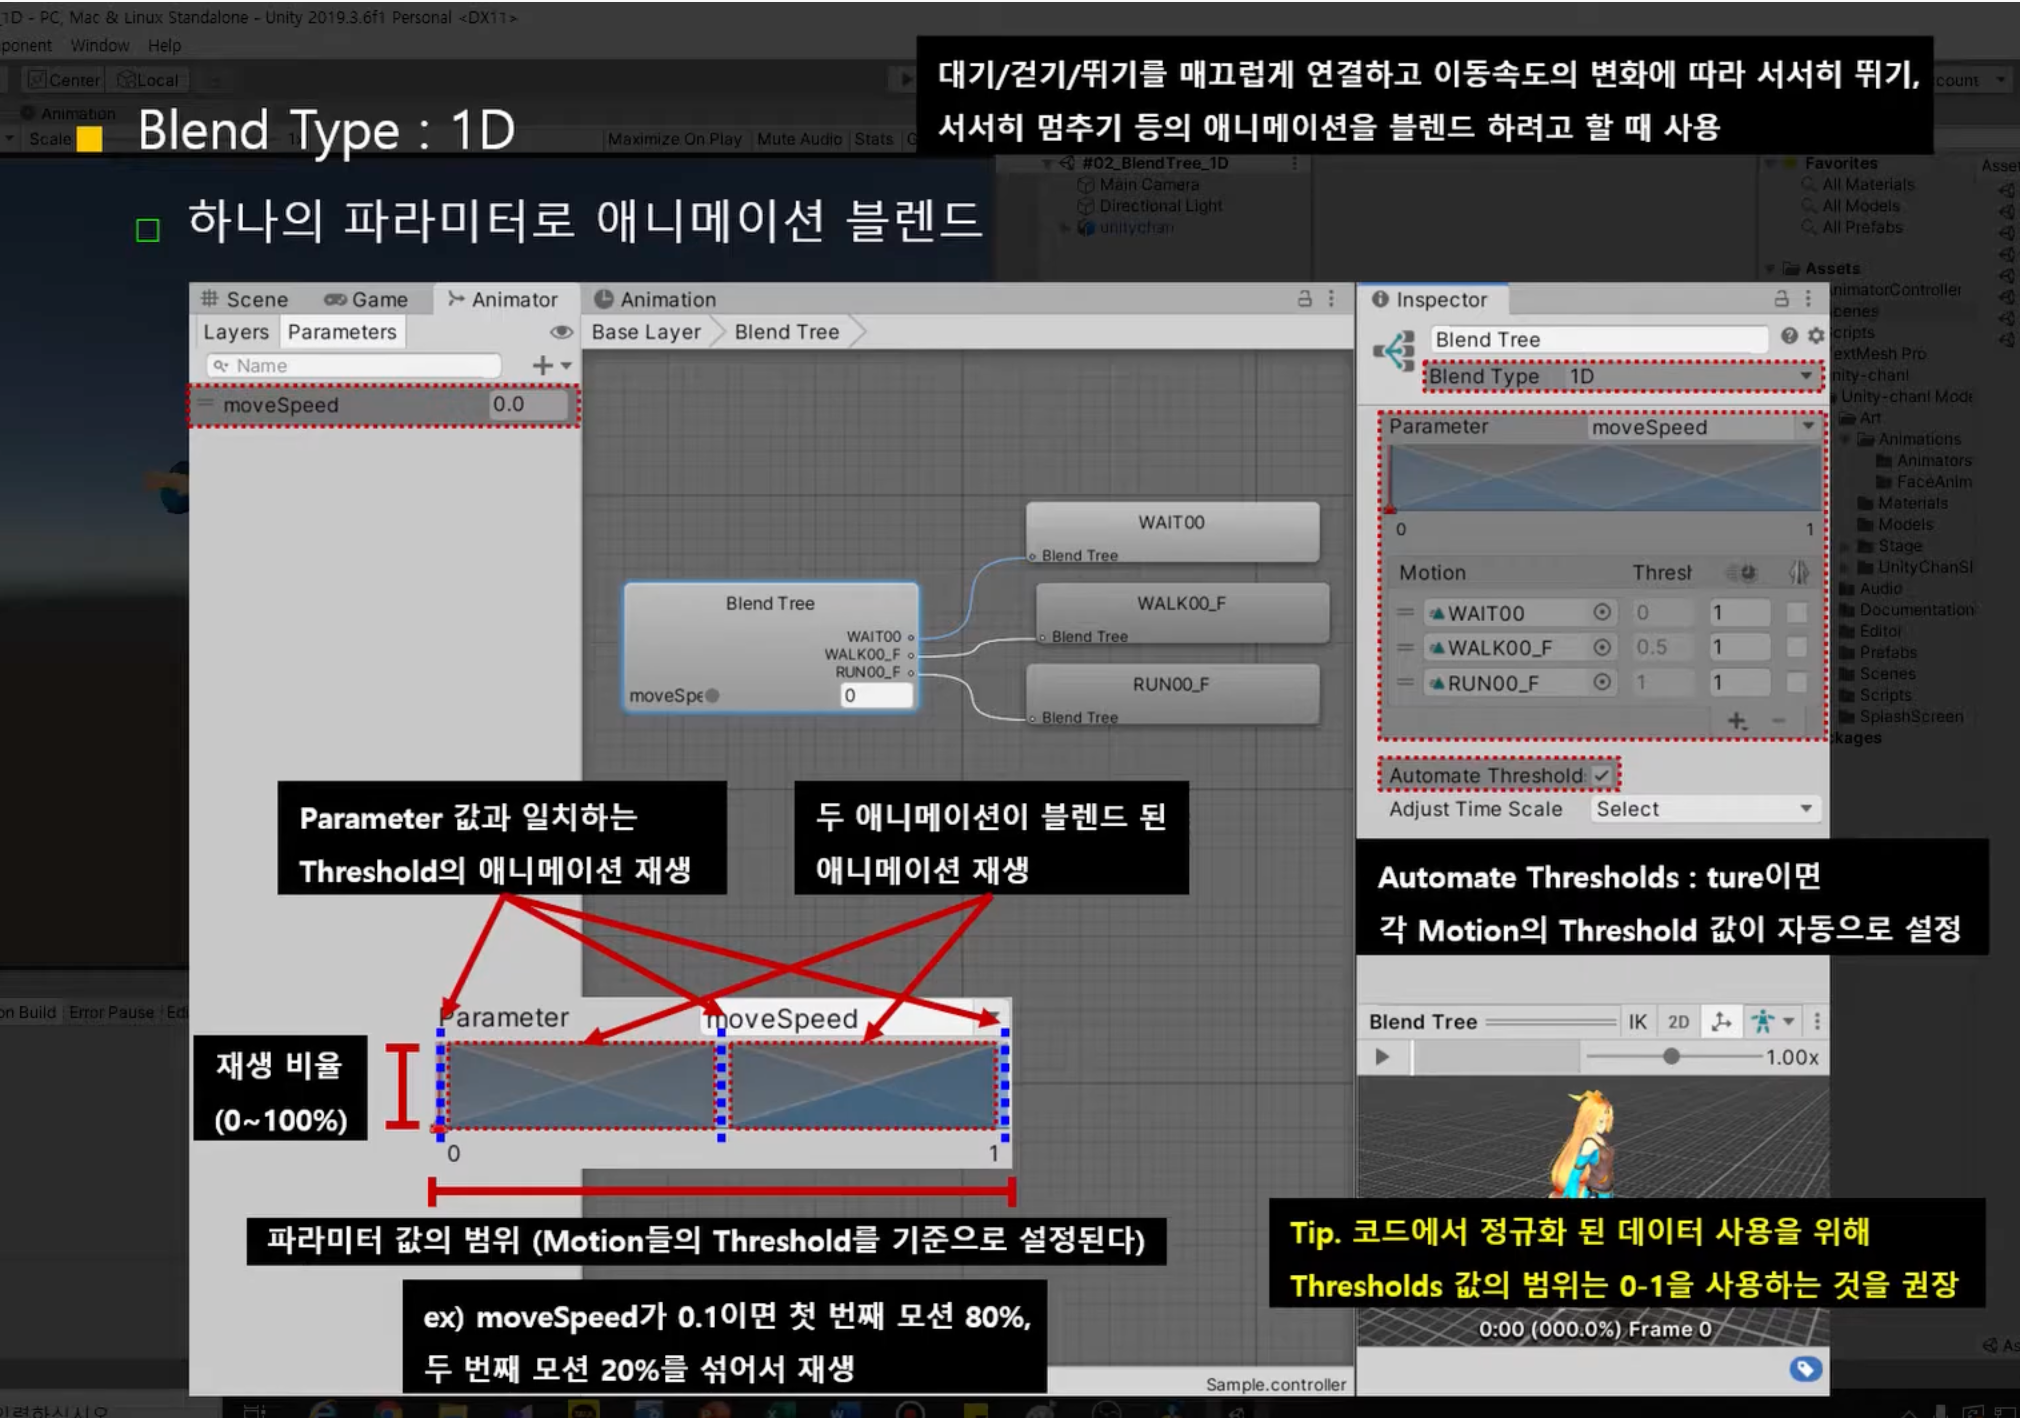 1D - PC, Mac & Linux Standalone - Unity 2019.3.6f1 Personal <DX11>
ponent Window Help
Center Local
대기/걷기/뛰기를 매끄럽게 연결하고 이동속도의 변화에 따라 서서히 뛰기,
서서히 멈추기 등의 애니메이션을 블렌드 하려고 할 때 사용
count
Animation
Scale
Blend Type : 1D
Maximize On Play Mute Audio Stats G
하나의 파라미터로 애니메이션 블렌드
#02_BlendTree_1D
Main Camera
Directional Light
unitychan
Favorites
All Materials
All Models
All Prefabs
Asset
Assets
nimatorController
cenes
cripts
extMesh Pro
nity-chan!
Unity-chan! Mode
Art
Animations
Animators
FaceAnim
Materials
Models
Stage
UnityChanSl
Audio
Documentation
Editor
Prefabs
Scenes
Scripts
SplashScreen
kages
Scene Game Animator Animation
Layers Parameters
Base Layer Blend Tree
Name
moveSpeed 0.0
WAIT00
Blend Tree
Blend Tree
WAIT00
WALK00_F
RUN00_F
moveSpe 0
WALK00_F
Blend Tree
RUN00_F
Blend Tree
Inspector
Blend Tree
Blend Type 1D
Parameter moveSpeed
0 1
Motion Thresl
WAIT00 0 1
WALK00_F 0.5 1
RUN00_F 1 1
Automate Threshold
Adjust Time Scale Select
Parameter 값과 일치하는
Threshold의 애니메이션 재생
두 애니메이션이 블렌드 된
애니메이션 재생
Automate Thresholds : ture이면
각 Motion의 Threshold 값이 자동으로 설정
on Build Error Pause Edi
Parameter moveSpeed
재생 비율
(0~100%)
0 1
파라미터 값의 범위 (Motion들의 Threshold를 기준으로 설정된다)
ex) moveSpeed가 0.1이면 첫 번째 모션 80%,
두 번째 모션 20%를 섞어서 재생
Blend Tree IK 2D
1.00x
Tip. 코드에서 정규화 된 데이터 사용을 위해
Thresholds 값의 범위는 0-1을 사용하는 것을 권장
0:00 (000.0%) Frame 0
Sample.controller
As